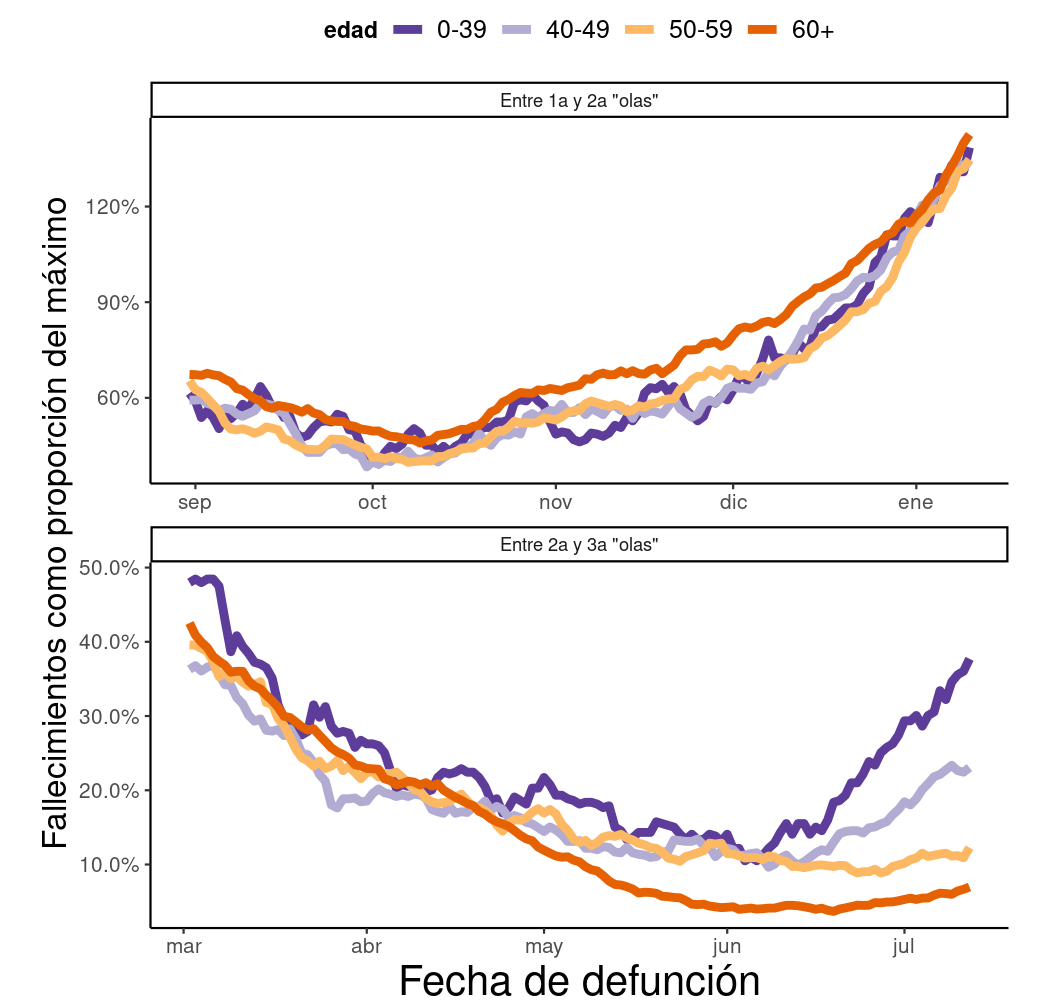 edad 0-39 40-49 50-59 60+
Entre 1a y 2a "olas"
120%
90%
60%
sep oct nov dic ene
Entre 2a y 3a "olas"
50.0%
40.0%
30.0%
20.0%
10.0%
mar abr may jun jul
Fallecimientos como proporción del máximo
Fecha de defunción